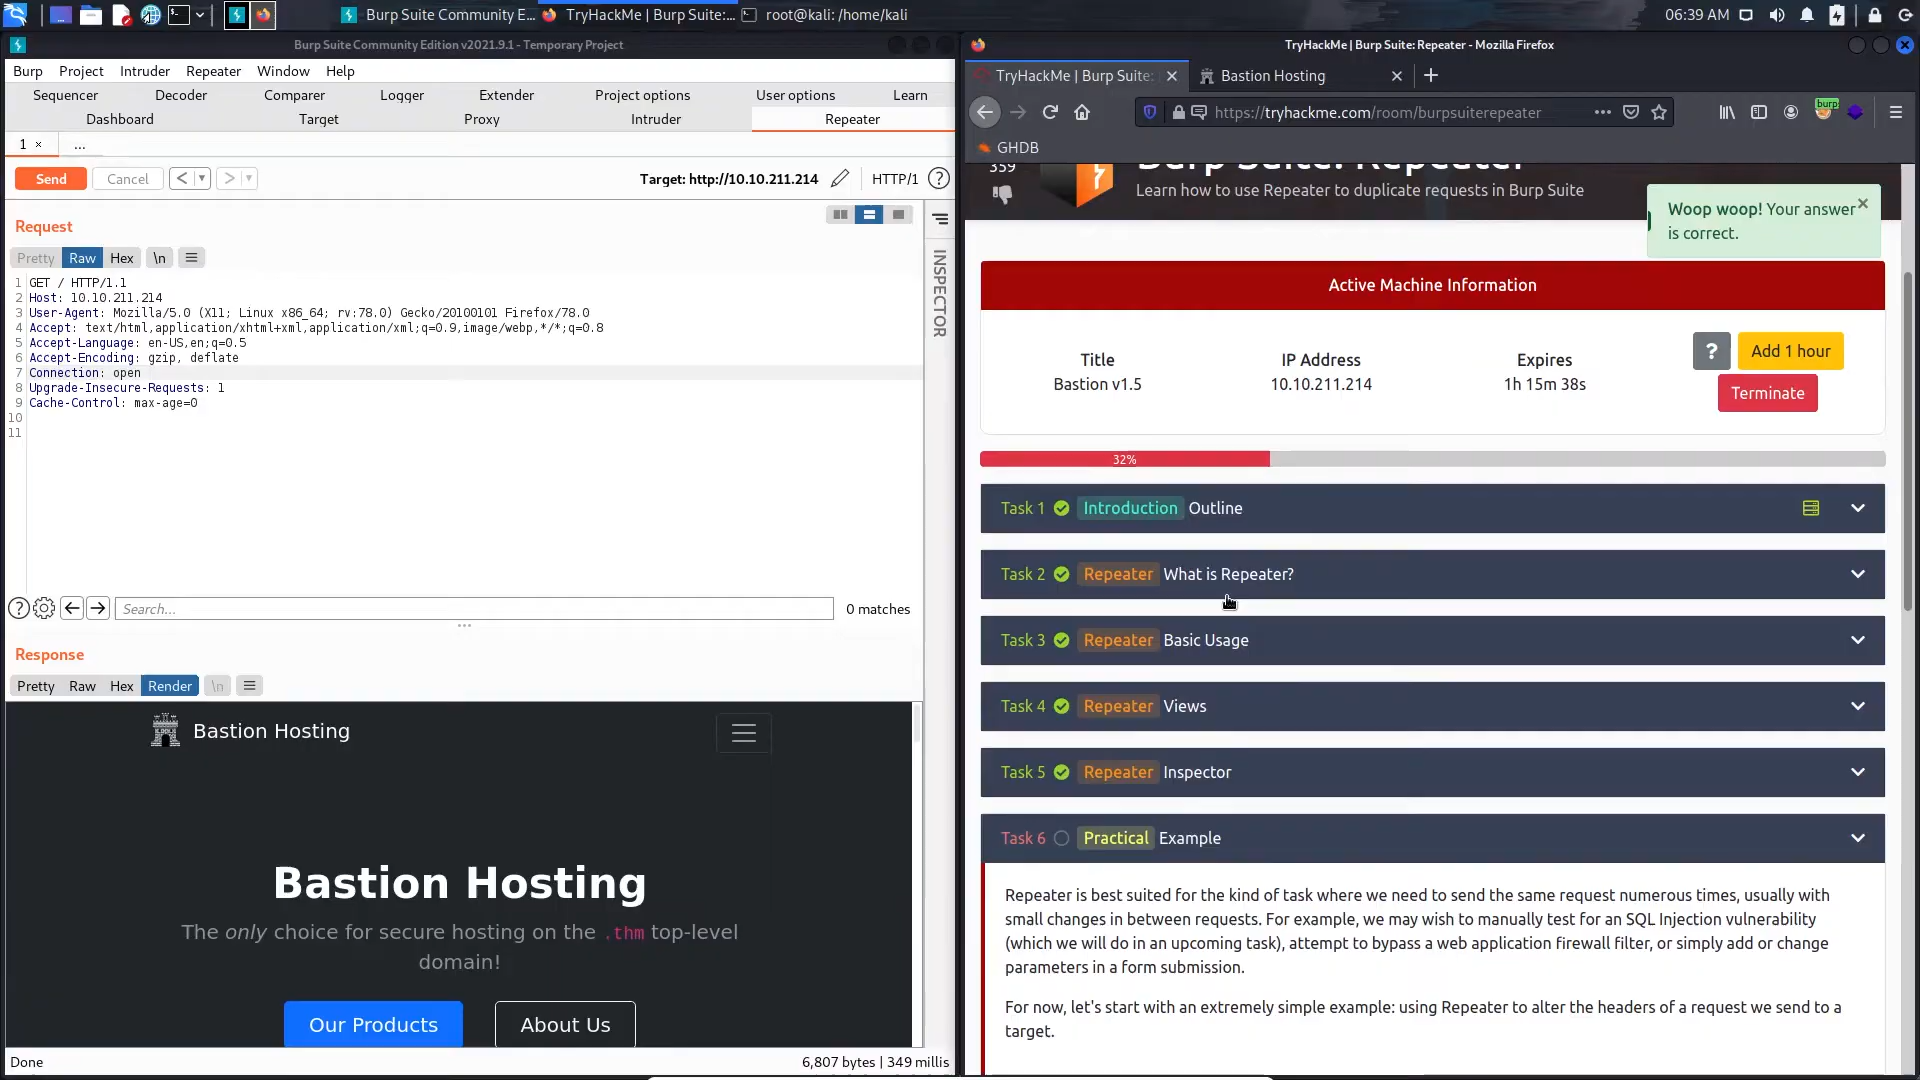 Burp Suite Community E...
TryHackMe | Burp Suite:...
root@kali: /home/kali
06:39 AM
Burp Suite Community Edition v2021.9.1 - Temporary Project
Burp Project Intruder Repeater Window Help
Sequencer Decoder Comparer Logger Extender Project options User options Learn
Dashboard Target Proxy Intruder Repeater
1 × ...
Send Cancel < > Target: http://10.10.211.214 HTTP/1 ?
Request
Pretty Raw Hex \n
INSPECTOR
1 GET / HTTP/1.1
2 Host: 10.10.211.214
3 User-Agent: Mozilla/5.0 (X11; Linux x86_64; rv:78.0) Gecko/20100101 Firefox/78.0
4 Accept: text/html,application/xhtml+xml,application/xml;q=0.9,image/webp,*/*;q=0.8
5 Accept-Language: en-US,en;q=0.5
6 Accept-Encoding: gzip, deflate
7 Connection: open
8 Upgrade-Insecure-Requests: 1
9 Cache-Control: max-age=0
10
11
? Search... 0 matches
Response
Pretty Raw Hex Render \n
Bastion Hosting
Bastion Hosting
The only choice for secure hosting on the .thm top-level
domain!
Our Products About Us
Done 6,807 bytes | 349 millis
TryHackMe | Burp Suite: Repeater - Mozilla Firefox
TryHackMe | Burp Suite: × Bastion Hosting × +
https://tryhackme.com/room/burpsuiterepeater
burp
GHDB
359
Burp Suite: Repeater
Learn how to use Repeater to duplicate requests in Burp Suite
Woop woop! Your answer ×
is correct.
Active Machine Information
Title IP Address Expires
Bastion v1.5 10.10.211.214 1h 15m 38s
? Add 1 hour
Terminate
32%
Task 1 Introduction Outline
Task 2 Repeater What is Repeater?
Task 3 Repeater Basic Usage
Task 4 Repeater Views
Task 5 Repeater Inspector
Task 6 Practical Example
Repeater is best suited for the kind of task where we need to send the same request numerous times, usually with
small changes in between requests. For example, we may wish to manually test for an SQL Injection vulnerability
(which we will do in an upcoming task), attempt to bypass a web application firewall filter, or simply add or change
parameters in a form submission.
For now, let's start with an extremely simple example: using Repeater to alter the headers of a request we send to a
target.